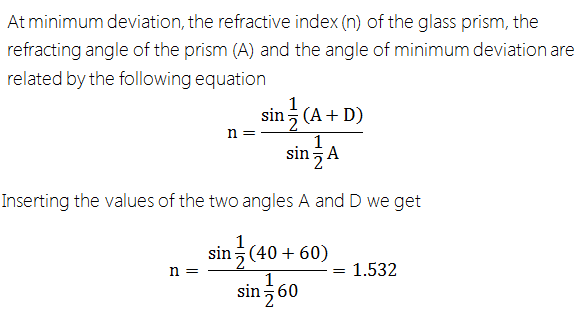 At minimum deviation, the refractive index (n) of the glass prism, the
refracting angle of the prism (A) and the angle of minimum deviation are
related by the following equation
n = sin 1/2 (A + D) / sin 1/2 A
Inserting the values of the two angles A and D we get
n = sin 1/2 (40 + 60) / sin 1/2 60 = 1.532